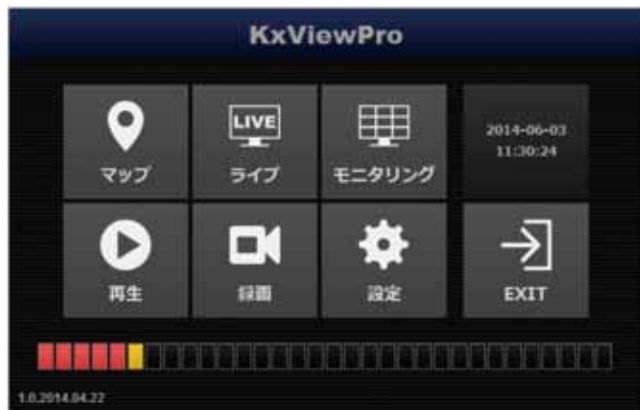 KxViewPro
LIVE
マップ
ライブ
モニタリング
2014-06-03
11:30:24
再生
録画
設定
EXIT
1.0.2014.04.22